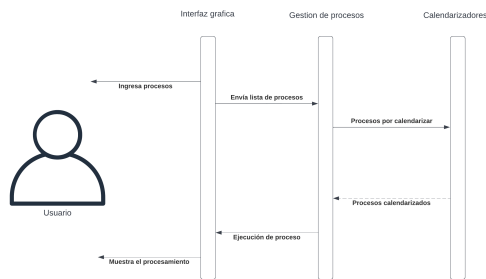 Interfaz grafica
Gestion de procesos
Calendarizadores
Ingresa procesos
Envía lista de procesos
Procesos por calendarizar
Procesos calendarizados
Usuario
Ejecución de proceso
Muestra el procesamiento